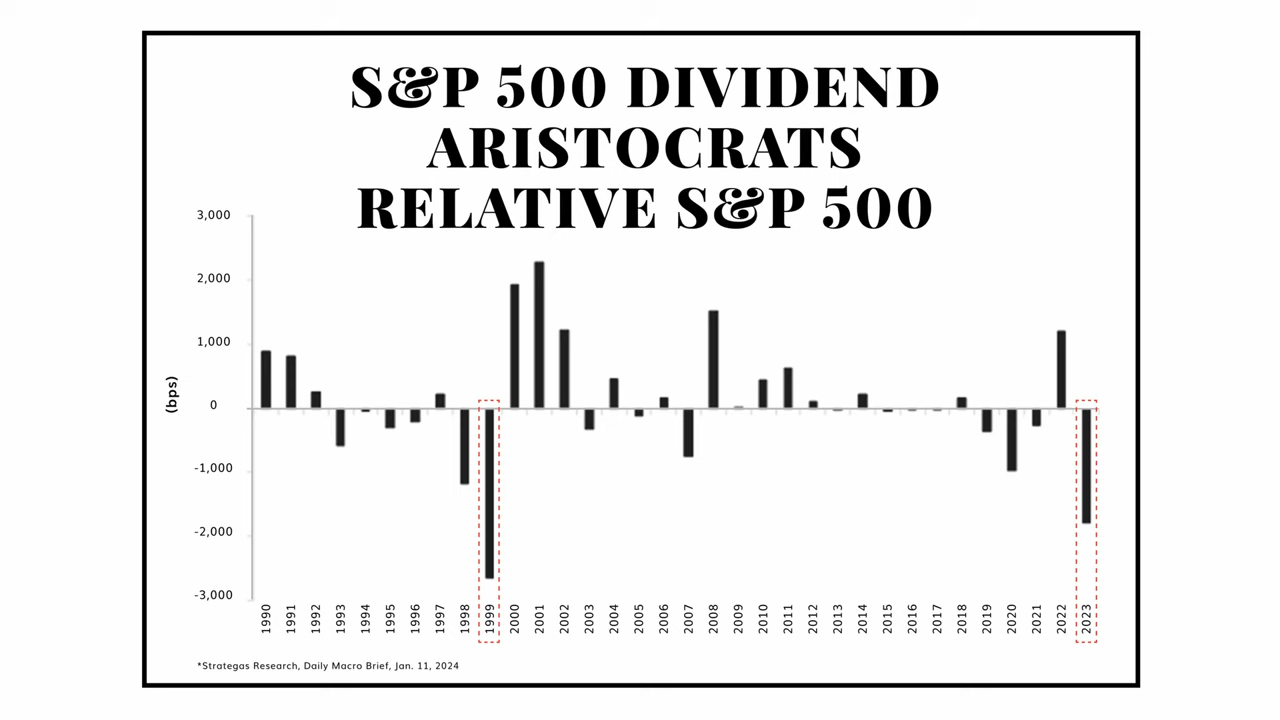 S&P 500 DIVIDEND
ARISTOCRATS
RELATIVE S&P 500
3,000
2,000
1,000
0
-1,000
-2,000
-3,000
(bps)
1990 1991 1992 1993 1994 1995 1996 1997 1998 1999 2000 2001 2002 2003 2004 2005 2006 2007 2008 2009 2010 2011 2012 2013 2014 2015 2016 2017 2018 2019 2020 2021 2022 2023
*Strategas Research, Daily Macro Brief, Jan. 11, 2024